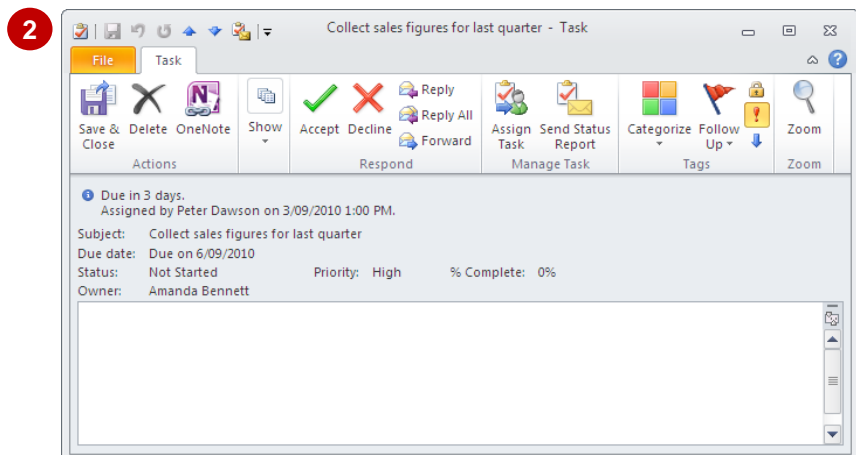 2
Collect sales figures for last quarter - Task
File Task
Save & Close
Delete
OneNote
Show
Accept
Decline
Reply
Reply All
Forward
Assign Task
Send Status Report
Categorize
Follow Up
Zoom
Actions
Respond
Manage Task
Tags
Zoom
Due in 3 days.
Assigned by Peter Dawson on 3/09/2010 1:00 PM.
Subject: Collect sales figures for last quarter
Due date: Due on 6/09/2010
Status: Not Started Priority: High % Complete: 0%
Owner: Amanda Bennett